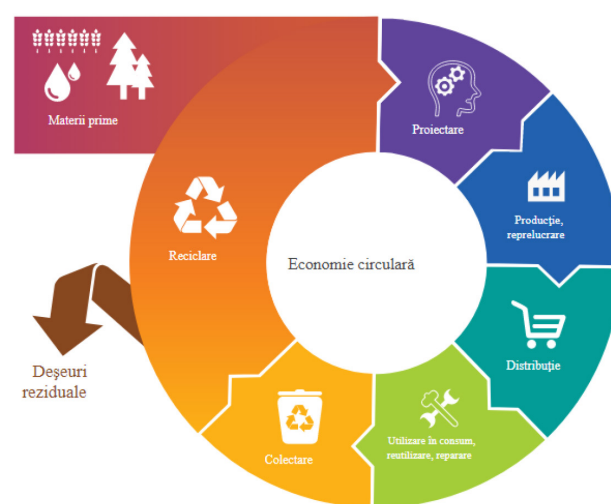 Materii prime
Proiectare
Producție,
reprelucrare
Distribuție
Utilizare în consum,
reutilizare, reparare
Colectare
Reciclare
Deșeuri
reziduale
Economie circulară